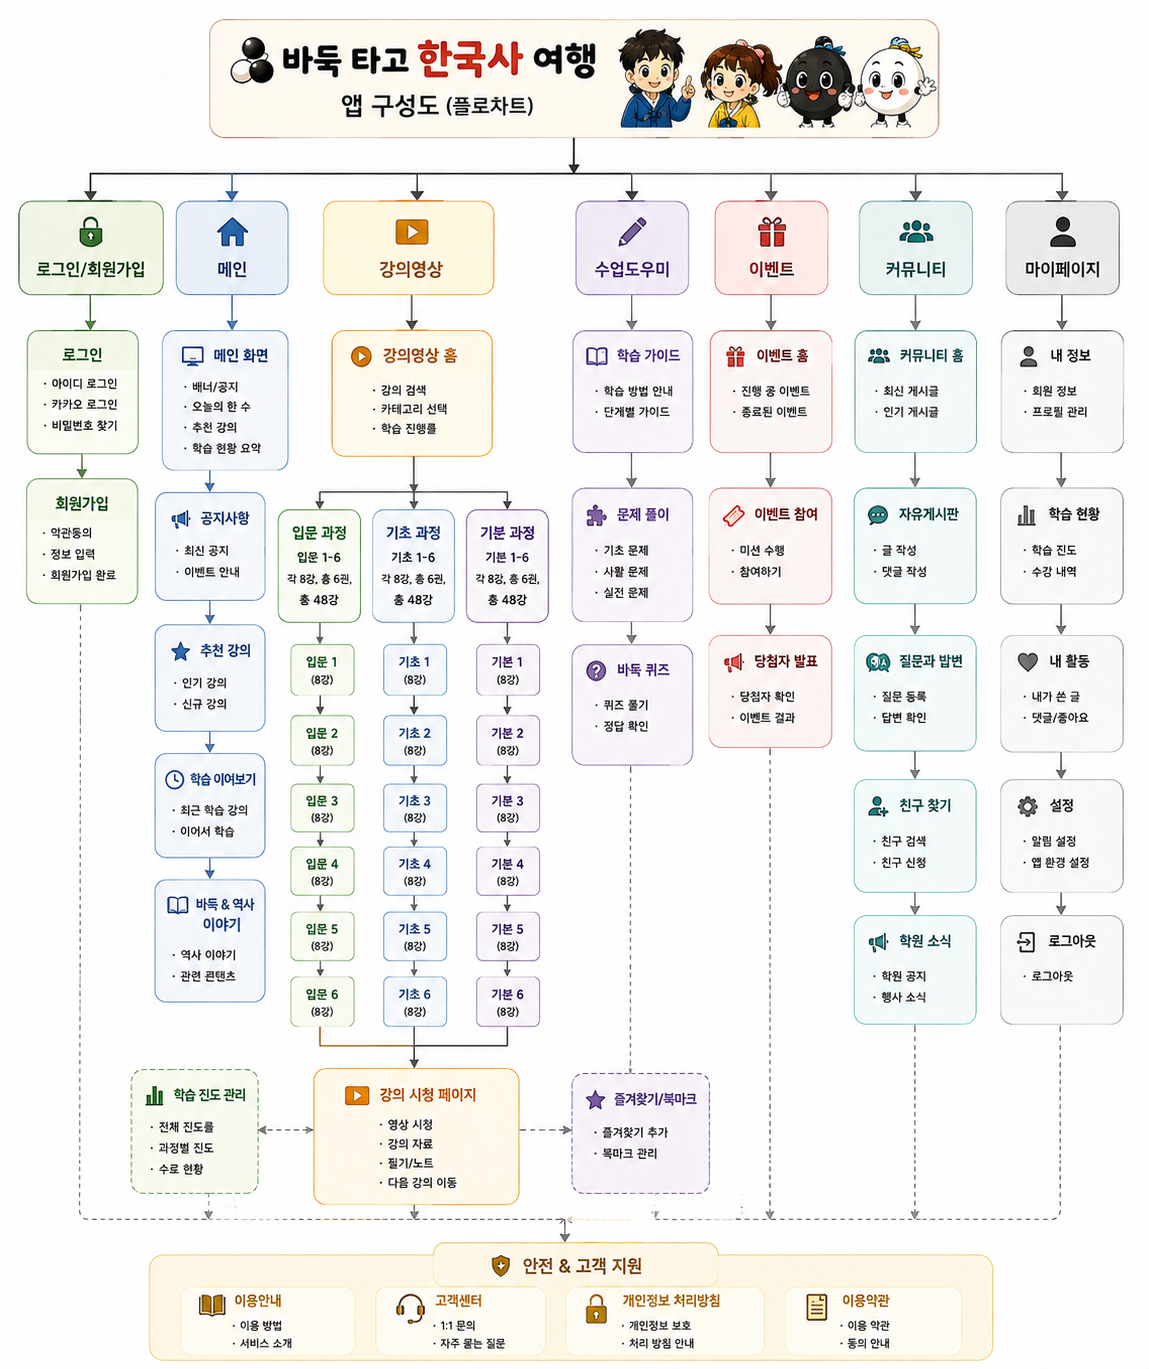 바둑 타고 한국사 여행
앱 구성도 (플로차트)
로그인/회원가입
메인
강의영상
수업도우미
이벤트
커뮤니티
마이페이지
로그인
· 아이디 로그인
· 카카오 로그인
· 비밀번호 찾기
회원가입
· 약관동의
· 정보 입력
· 회원가입 완료
메인 화면
· 배너/공지
· 오늘의 한 수
· 추천 강의
· 학습 현황 요약
공지사항
· 최신 공지
· 이벤트 안내
추천 강의
· 인기 강의
· 신규 강의
학습 이여보기
· 최근 학습 강의
· 이어서 학습
바둑 & 역사
이야기
· 역사 이야기
· 관련 콘텐츠
강의영상 홈
· 강의 검색
· 카테고리 선택
· 학습 진행률
입문 과정
입문 1-6
각 8강, 총 6권,
총 48강
입문 1
(8강)
입문 2
(8강)
입문 3
(8강)
입문 4
(8강)
입문 5
(8강)
입문 6
(8강)
기초 과정
기초 1-6
각 8강, 총 6권,
총 48강
기초 1
(8강)
기초 2
(8강)
기초 3
(8강)
기초 4
(8강)
기초 5
(8강)
기초 6
(8강)
기분 과정
기본 1-6
각 8강, 총 6권,
총 48강
기본 1
(8강)
기본 2
(8강)
기분 3
(8강)
기본 4
(8강)
기본 5
(8강)
기본 6
(8강)
학습 진도 관리
· 전체 진도률
· 과정별 진도
· 수로 현황
강의 시청 페이지
· 영상 시청
· 강의 자료
· 필기/노트
· 다음 강의 이동
학습 가이드
· 학습 방법 안내
· 단게별 가이드
문제 풀이
· 기초 문제
· 사활 문제
· 실전 문제
바둑 퀴즈
· 퀴즈 풀기
· 정답 확인
즐겨찾기/북마크
· 즐겨찾기 추가
· 북마크 관리
이벤트 홈
· 진행 중 이벤트
· 종료된 이벤트
이벤트 참여
· 미션 수행
· 참여하기
당첨자 발표
· 당첨자 확인
· 이벤트 결과
커뮤니티 홈
· 최신 게시글
· 인기 게시글
자유게시판
· 글 작성
· 댓글 작성
질문과 밥변
· 질문 등록
· 답변 확인
친구 찾기
· 친구 검색
· 친구 신청
학원 소식
· 학원 공지
· 행사 소식
내 정보
· 회원 정보
· 프로필 관리
학습 현황
· 학습 진도
· 수강 내역
내 활동
· 내가 쓴 글
· 댓글/좋아요
설정
· 알림 설정
· 앱 환경 설정
로그아웃
· 로그아웃
안전 & 고객 지원
이용안내
· 이용 방법
· 서비스 소개
고객센터
· 1:1 문의
· 자주 묻는 질문
개인정보 처리방침
· 개인정보 보호
· 처리 방침 안내
이용약관
· 이용 약관
· 동의 안내